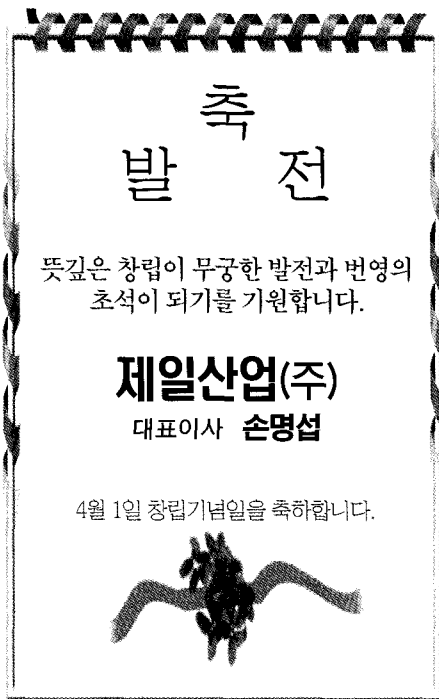 축
발 전
뜻깊은 창립이 무궁한 발전과 번영의
초석이 되기를 기원합니다.
제일산업(주)
대표이사 손명섭
4월 1일 창립기념일을 축하합니다.